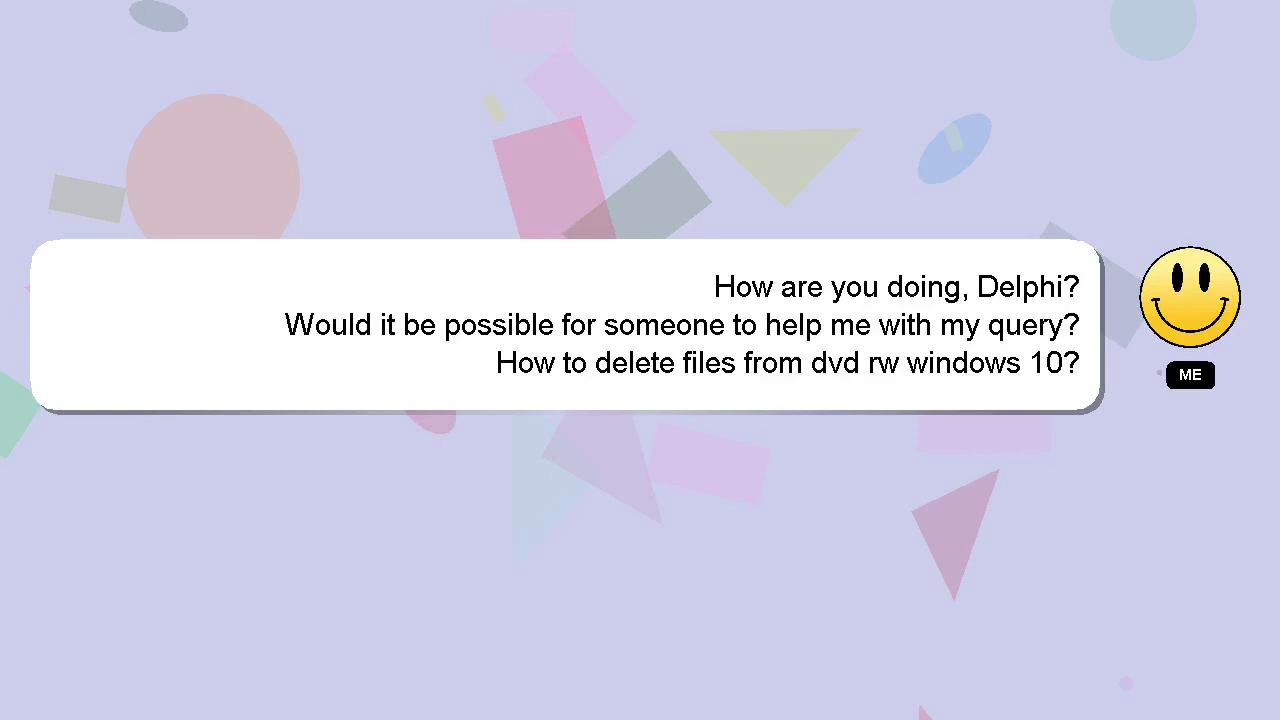 How are you doing, Delphi?
Would it be possible for someone to help me with my query?
How to delete files from dvd rw windows 10?
ME